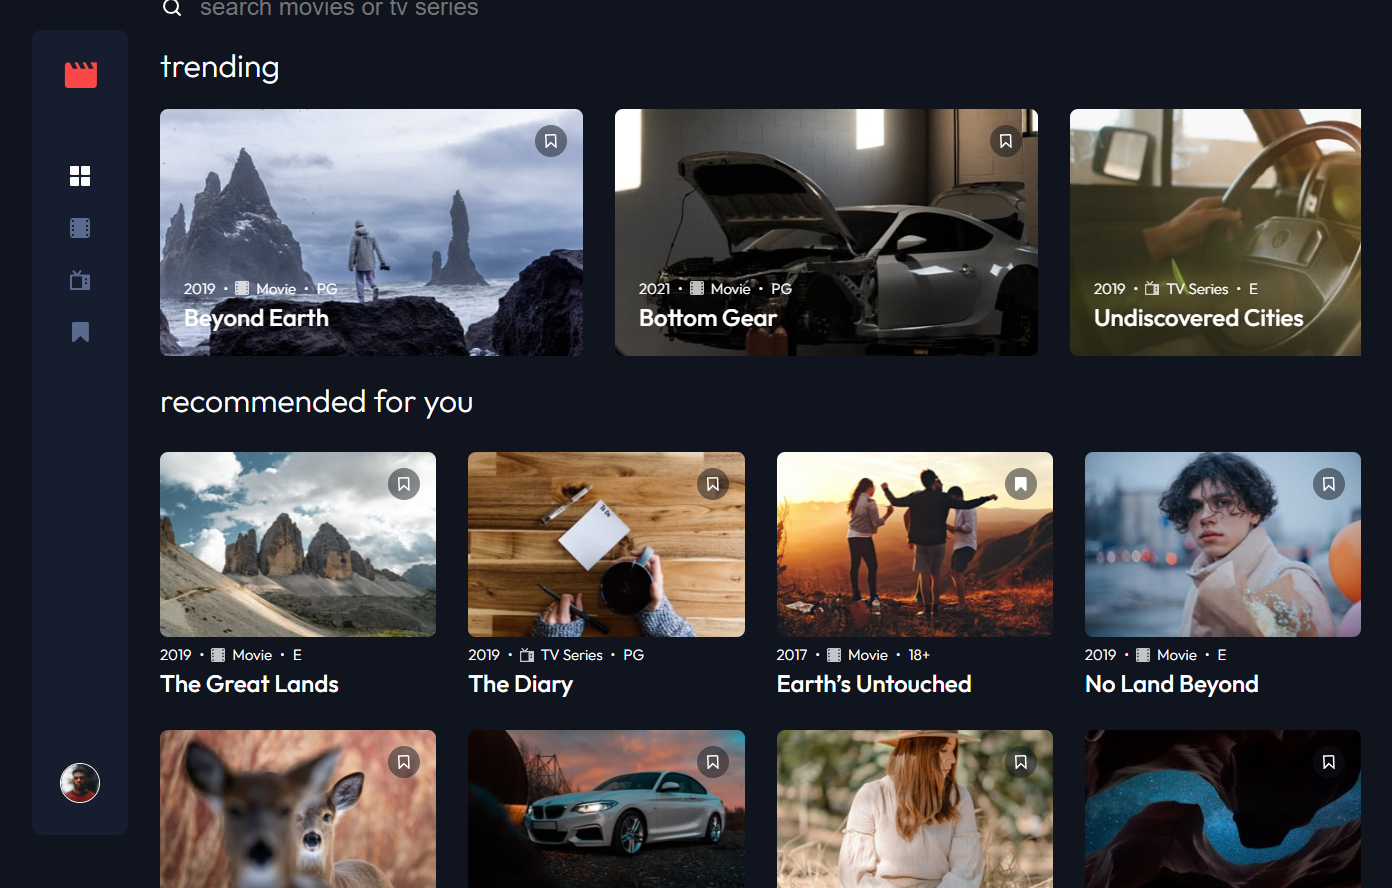 search movies or tv series
trending
2019 • Movie • PG
Beyond Earth
2021 • Movie • PG
Bottom Gear
2019 • TV Series • E
Undiscovered Cities
recommended for you
2019 • Movie • E
The Great Lands
2019 • TV Series • PG
The Diary
2017 • Movie • 18+
Earth’s Untouched
2019 • Movie • E
No Land Beyond